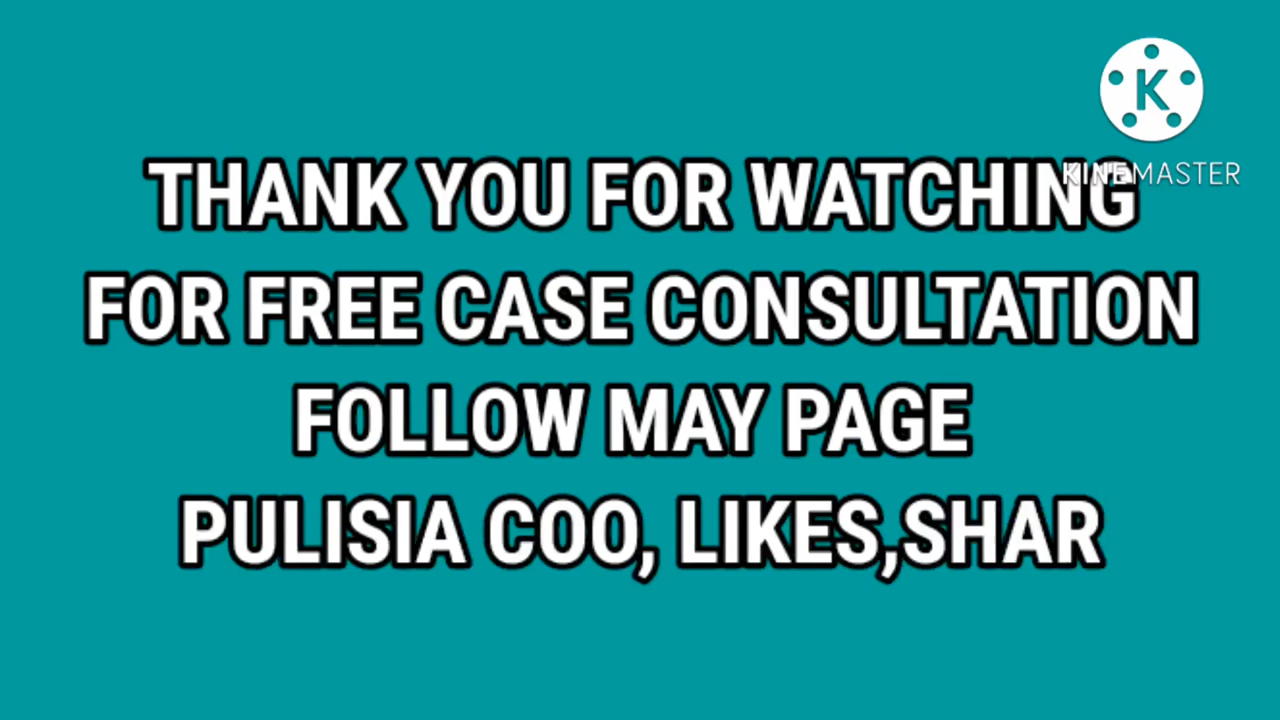 K
KINEMASTER
THANK YOU FOR WATCHING
FOR FREE CASE CONSULTATION
FOLLOW MAY PAGE
PULISIA COO, LIKES,SHAR